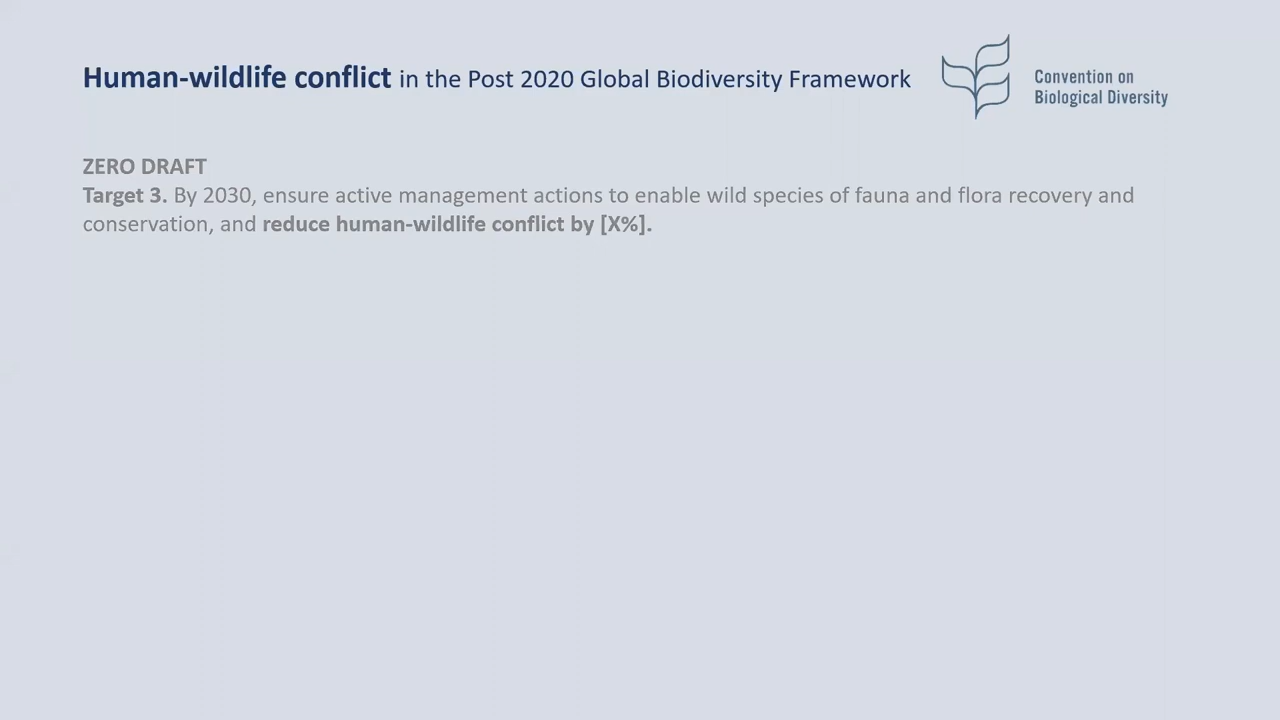 Human-wildlife conflict in the Post 2020 Global Biodiversity Framework
Convention on
Biological Diversity
ZERO DRAFT
Target 3. By 2030, ensure active management actions to enable wild species of fauna and flora recovery and
conservation, and reduce human-wildlife conflict by [X%].